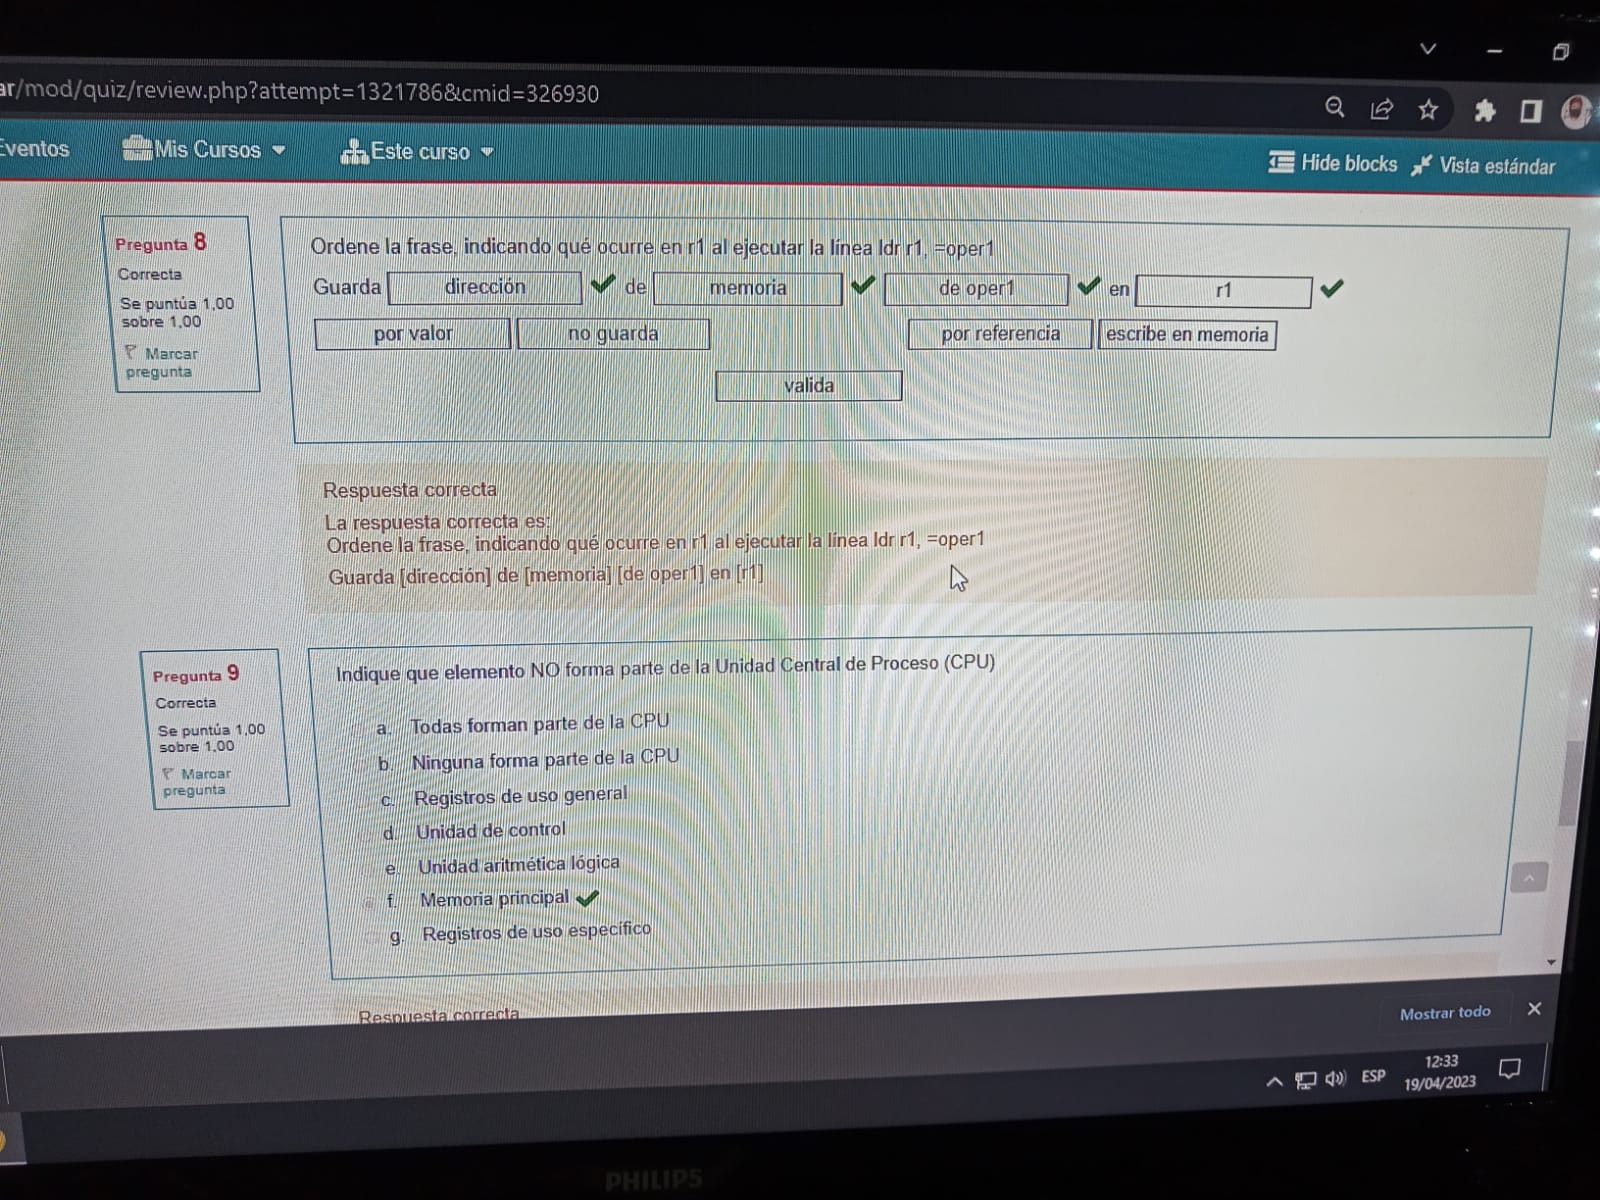 ar/mod/quiz/review.php?attempt=1321786&cmid=326930
Eventos
Mis Cursos
Este curso
Hide blocks
Vista estándar
Pregunta 8
Correcta
Se puntúa 1,00
sobre 1,00
Marcar
pregunta
Ordene la frase, indicando qué ocurre en r1 al ejecutar la línea ldr r1, =oper1
Guarda dirección de memoria de oper1 en r1
por valor no guarda por referencia escribe en memoria
valida
Respuesta correcta
La respuesta correcta es:
Ordene la frase, indicando qué ocurre en r1 al ejecutar la línea ldr r1, =oper1
Guarda [dirección] de [memoria] [de oper1] en [r1]
Pregunta 9
Correcta
Se puntúa 1,00
sobre 1,00
Marcar
pregunta
Indique que elemento NO forma parte de la Unidad Central de Proceso (CPU)
a. Todas forman parte de la CPU
b. Ninguna forma parte de la CPU
c. Registros de uso general
d. Unidad de control
e. Unidad aritmética lógica
f. Memoria principal
g. Registros de uso específico
Respuesta correcta
Mostrar todo
ESP
12:33
19/04/2023
PHILIPS